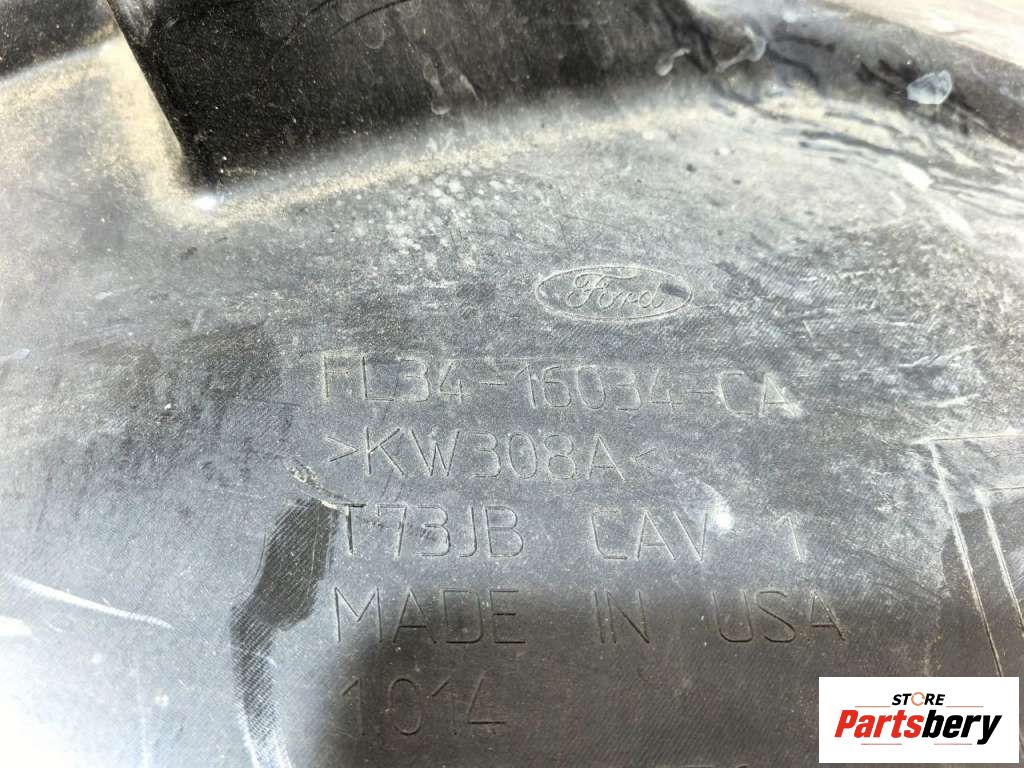 Ford
FL34-16034-CA
>KW308A<
T73JB CAV 1
MADE IN USA
1014
STORE
Partsbery